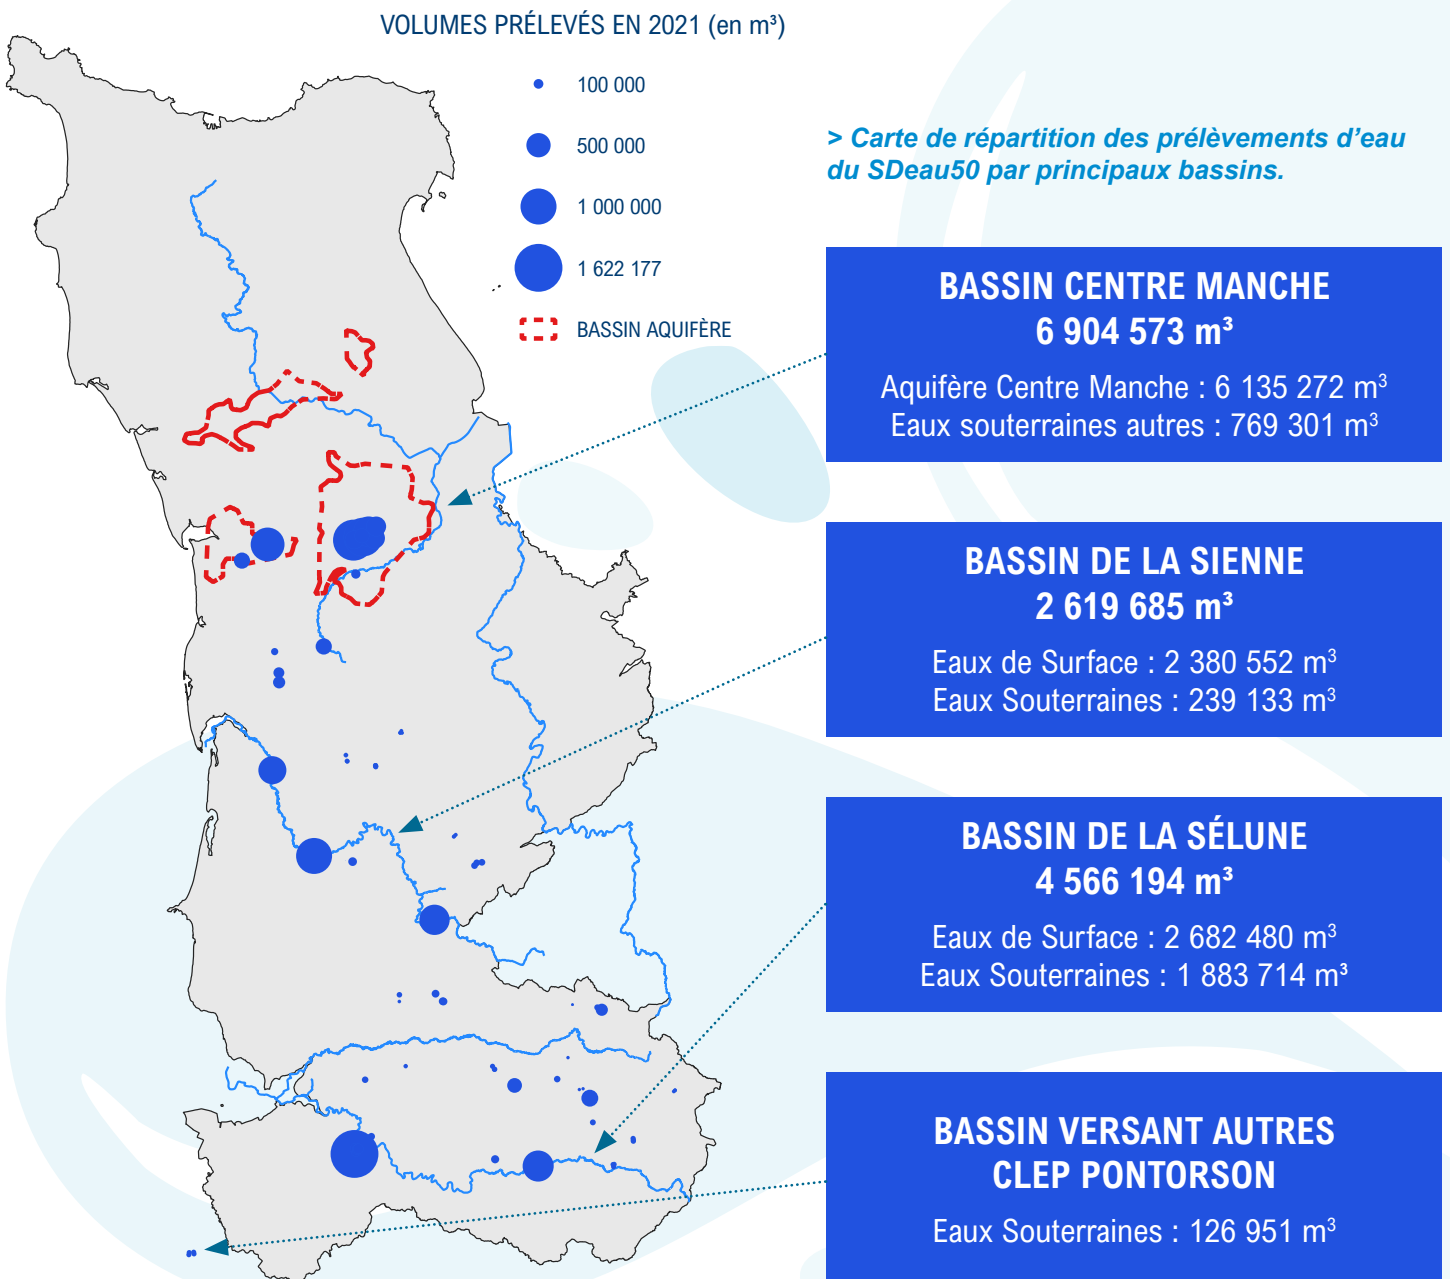 VOLUMES PRÉLEVÉS EN 2021 (en m³)
100 000
500 000
1 000 000
1 622 177
BASSIN AQUIFÈRE
> Carte de répartition des prélèvements d'eau
du SDeau50 par principaux bassins.
BASSIN CENTRE MANCHE
6 904 573 m³
Aquifère Centre Manche : 6 135 272 m³
Eaux souterraines autres : 769 301 m³
BASSIN DE LA SIENNE
2 619 685 m³
Eaux de Surface : 2 380 552 m³
Eaux Souterraines : 239 133 m³
BASSIN DE LA SÉLUNE
4 566 194 m³
Eaux de Surface : 2 682 480 m³
Eaux Souterraines : 1 883 714 m³
BASSIN VERSANT AUTRES
CLEP PONTORSON
Eaux Souterraines : 126 951 m³